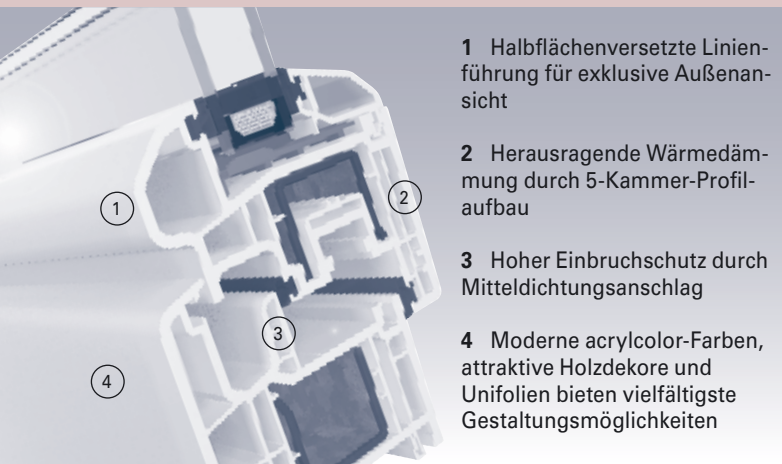 1 Halbflächenversetzte Linien-
führung für exklusive Außenan-
sicht
2 Herausragende Wärmedäm-
mung durch 5-Kammer-Profil-
aufbau
3 Hoher Einbruchschutz durch
Mitteldichtungsanschlag
4 Moderne acrylcolor-Farben,
attraktive Holzdekore und
Unifolien bieten vielfältigste
Gestaltungsmöglichkeiten
1
2
3
4